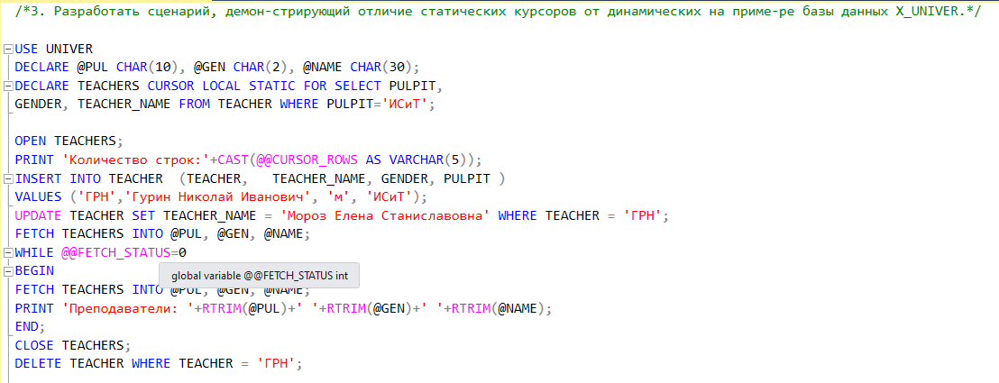 /*3. Разработать сценарий, демон-стрирующий отличие статических курсоров от динамических на приме-ре базы данных X_UNIVER.*/
USE UNIVER
DECLARE @PUL CHAR(10), @GEN CHAR(2), @NAME CHAR(30);
DECLARE TEACHERS CURSOR LOCAL STATIC FOR SELECT PULPIT,
GENDER, TEACHER_NAME FROM TEACHER WHERE PULPIT='ИСиТ';
OPEN TEACHERS;
PRINT 'Количество строк:'+CAST(@@CURSOR_ROWS AS VARCHAR(5));
INSERT INTO TEACHER  (TEACHER,   TEACHER_NAME, GENDER, PULPIT )
VALUES ('ГРН','Гурин Николай Иванович', 'м', 'ИСиТ');
UPDATE TEACHER SET TEACHER_NAME = 'Мороз Елена Станиславовна' WHERE TEACHER = 'ГРН';
FETCH TEACHERS INTO @PUL, @GEN, @NAME;
WHILE @@FETCH_STATUS=0
BEGIN
global variable @@FETCH_STATUS int
FETCH TEACHERS INTO @PUL, @GEN, @NAME;
PRINT 'Преподаватели: '+RTRIM(@PUL)+' '+RTRIM(@GEN)+' '+RTRIM(@NAME);
END;
CLOSE TEACHERS;
DELETE TEACHER WHERE TEACHER = 'ГРН';